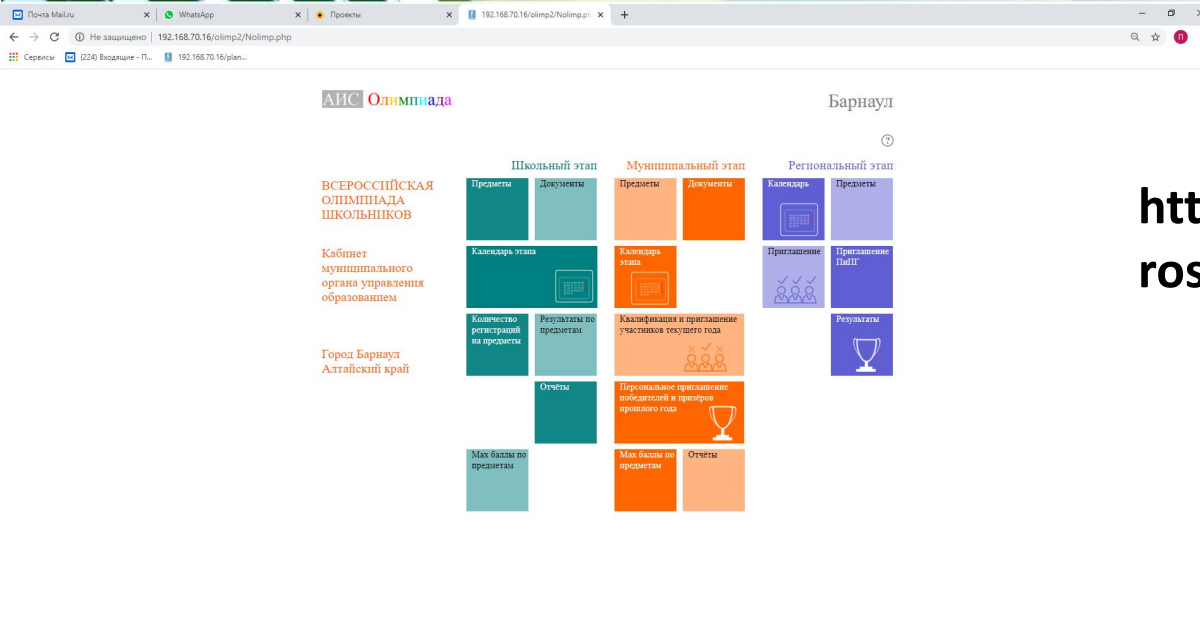 Почта Mail.ru
WhatsApp
Проекты
192.168.70.16/olimp2/Nolimp.ph
Не защищено | 192.168.70.16/olimp2/Nolimp.php
П
Сервисы
(224) Входящие - П...
192.168.70.16/plan...
АИС Олимпиада
Барнаул
?
Школьный этап
Муниципальный этап
Региональный этап
ВСЕРОССИЙСКАЯ
ОЛИМПИАДА
ШКОЛЬНИКОВ
Кабинет
муниципального
органа управления
образованием
Город Барнаул
Алтайский край
Предметы
Документы
Предметы
Документы
Календарь
Предметы
Календарь этапа
Календарь
этапа
Приглашение
Приглашение
ПиПГ
Количество
регистраций
на предметы
Результаты по
предметам
Квалификация и приглашение
участников текущего года
Результаты
Отчёты
Персональное приглашение
победителей и призёров
прошлого года
Max баллы по
предметам
Max баллы по
предметам
Отчёты
htt
ros